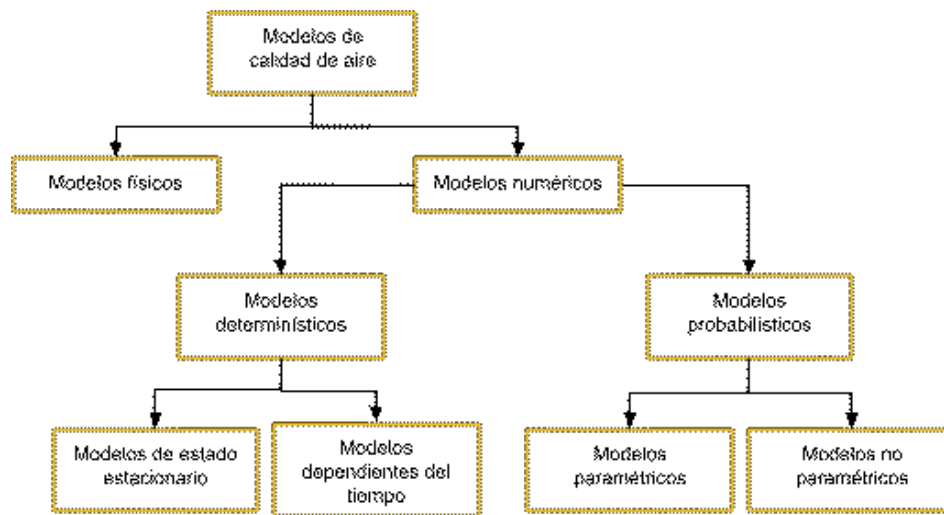 Modelos de
calidad de aire
Modelos físicos
Modelos numéricos
Modelos
determinísticos
Modelos
probabilísticos
Modelos de estado
estacionario
Modelos
dependientes del
tiempo
Modelos
paramétricos
Modelos no
paramétricos